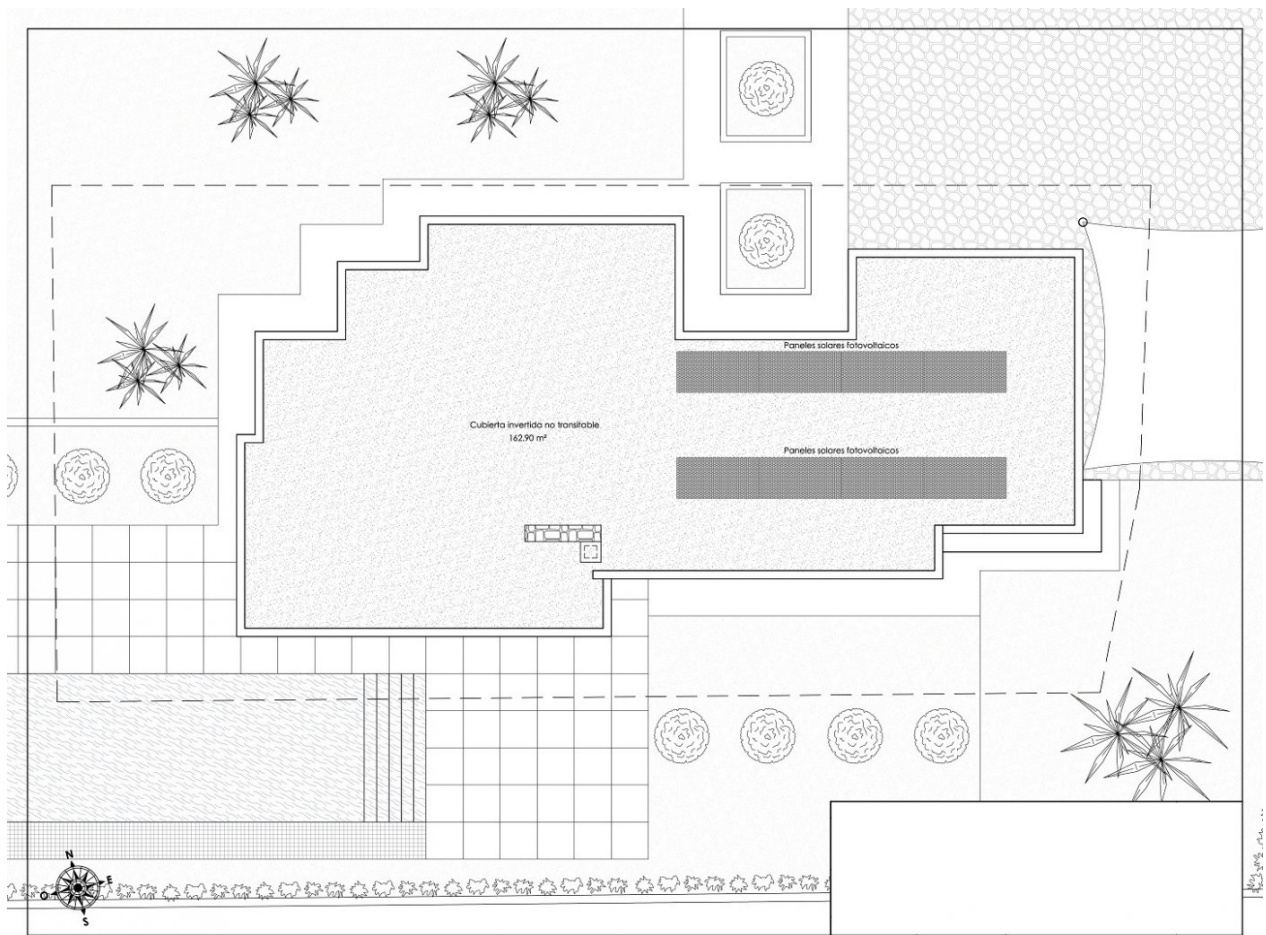 Paneles solares fotovoltaicos
Cubierta invertida no transitable
162.90 m²
Paneles solares fotovoltaicos
N
E
O
S